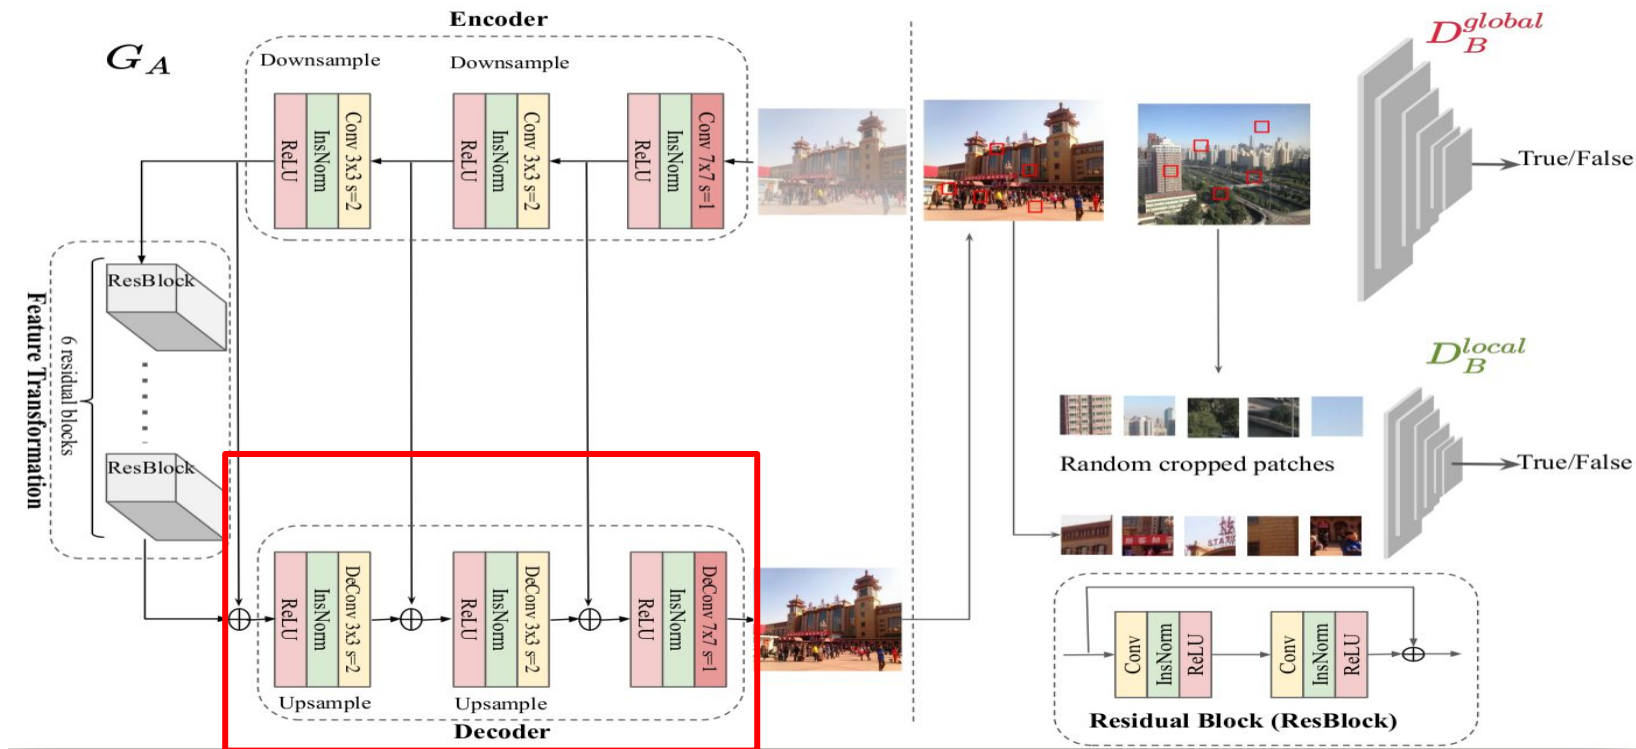 Encoder
G_A
Downsample
Downsample
ReLU
InsNorm
Conv 3x3 s=2
ReLU
InsNorm
Conv 3x3 s=2
ReLU
InsNorm
Conv 7x7 s=1
ResBlock
6 residual blocks
Feature Transformation
ResBlock
ReLU
InsNorm
DeConv 3x3 s=2
ReLU
InsNorm
DeConv 3x3 s=2
ReLU
InsNorm
DeConv 7x7 s=1
Upsample
Upsample
Decoder
D_B^global
True/False
D_B^local
Random cropped patches
True/False
STATI
Conv
InsNorm
ReLU
Conv
InsNorm
ReLU
Residual Block (ResBlock)